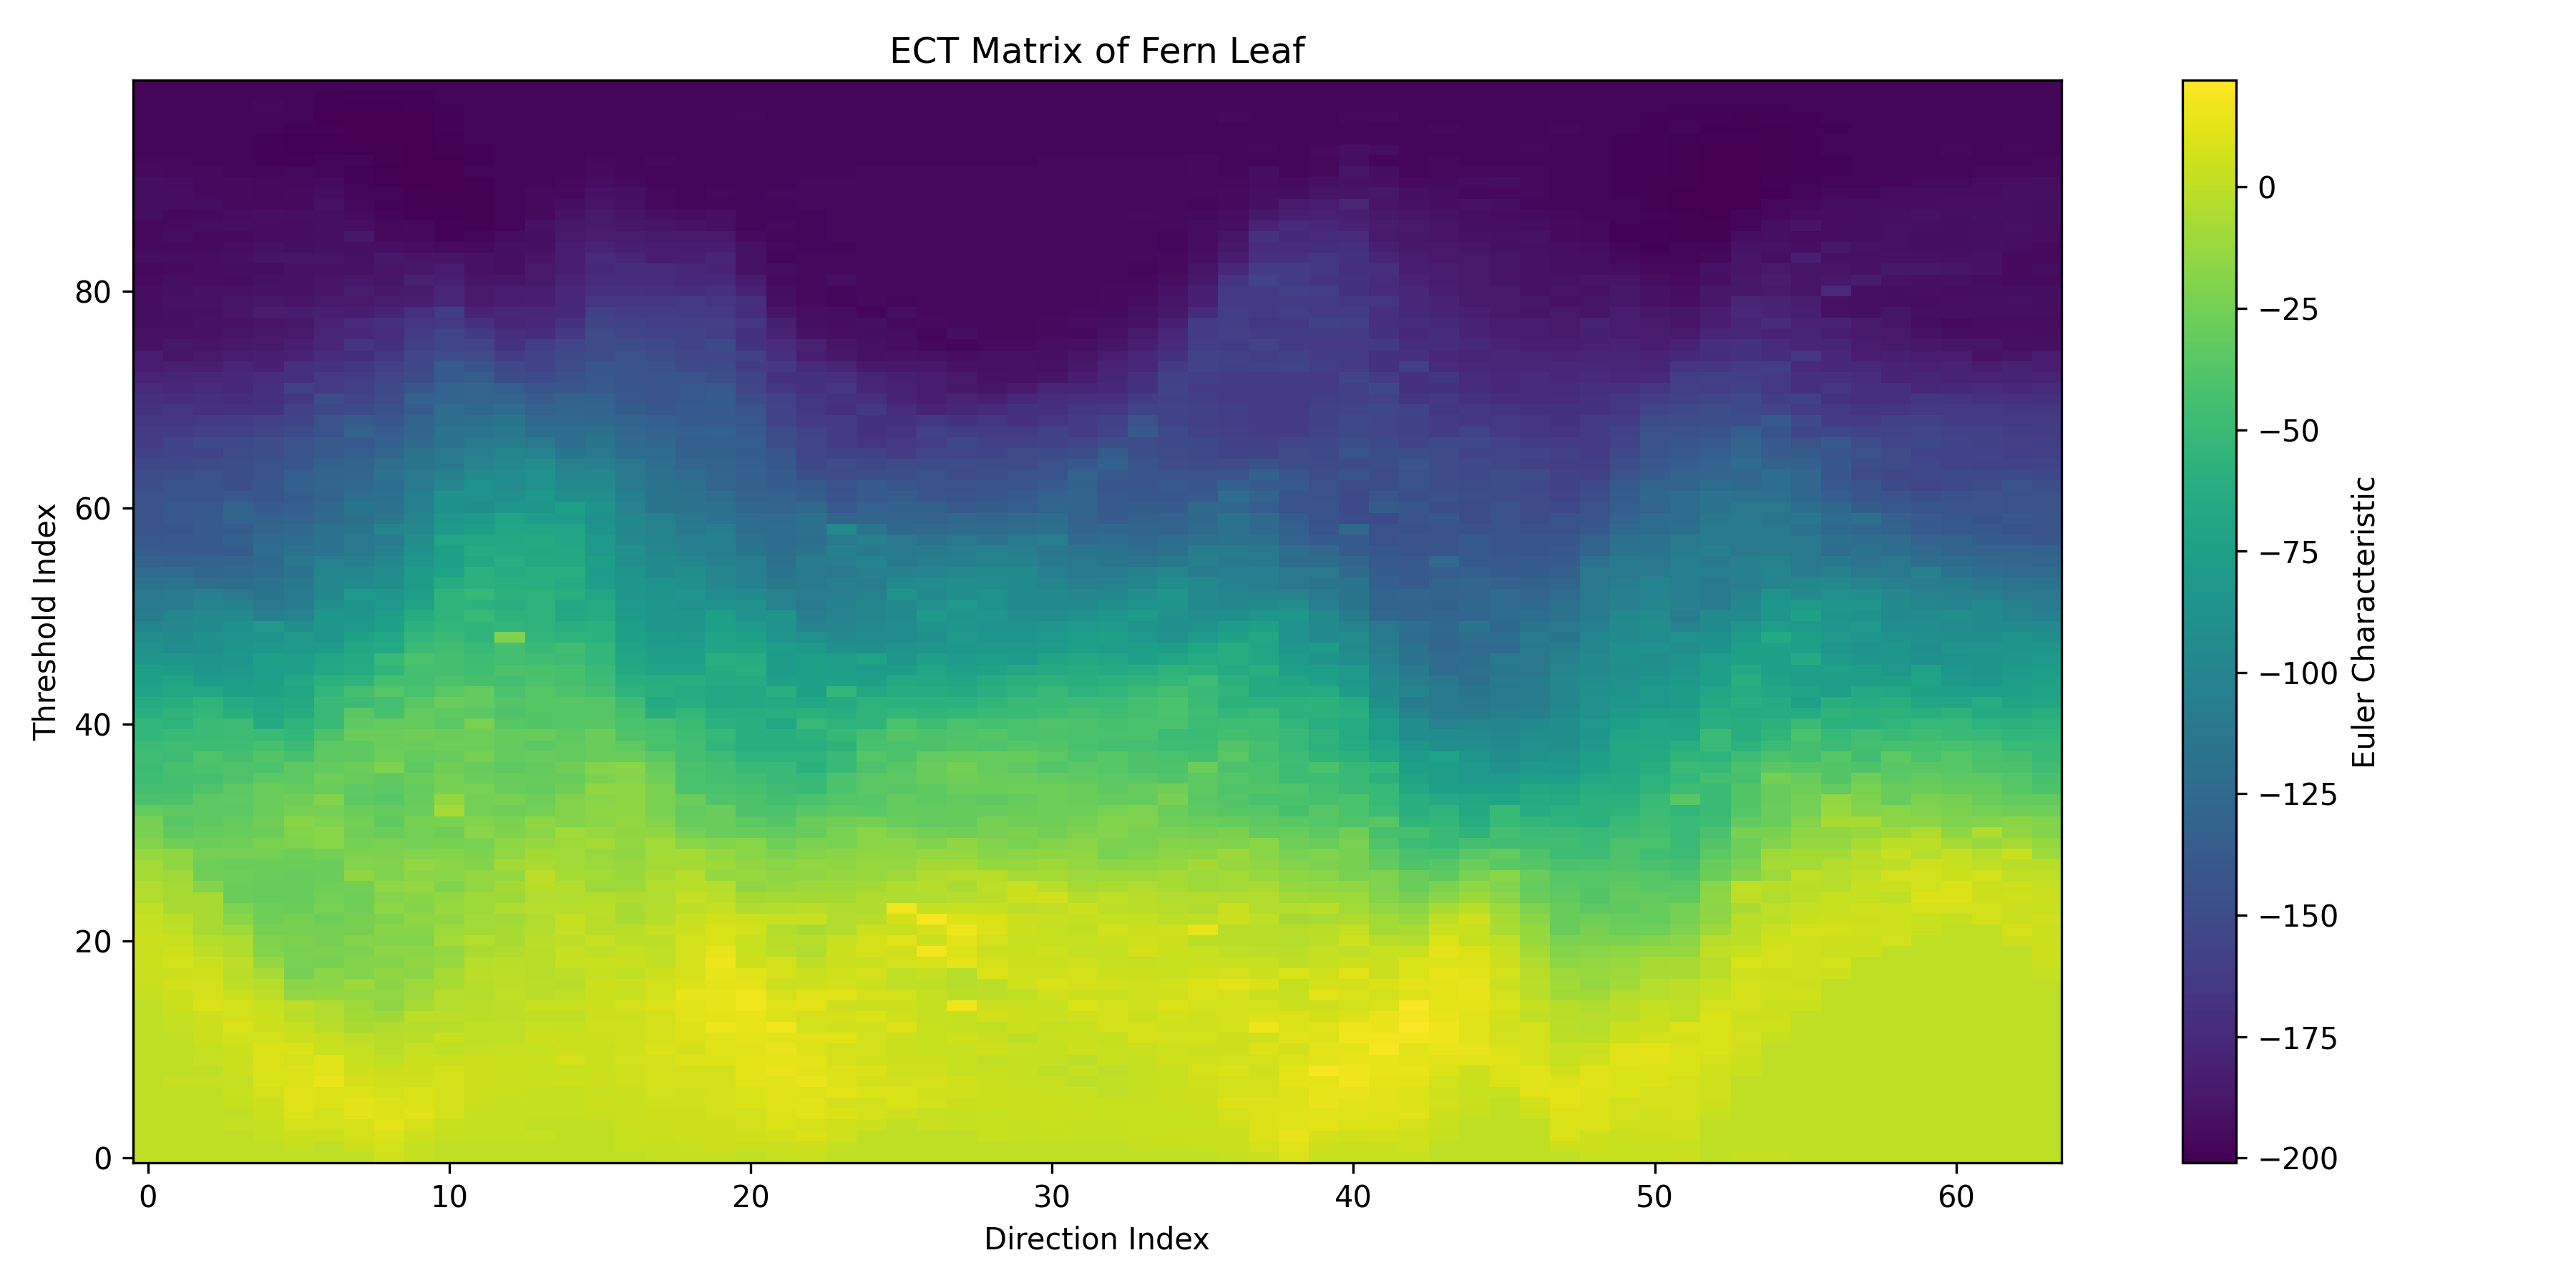 ECT Matrix of Fern Leaf
Threshold Index
80
60
40
20
0
0 10 20 30 40 50 60
Direction Index
0
−25
−50
−75
−100
−125
−150
−175
−200
Euler Characteristic